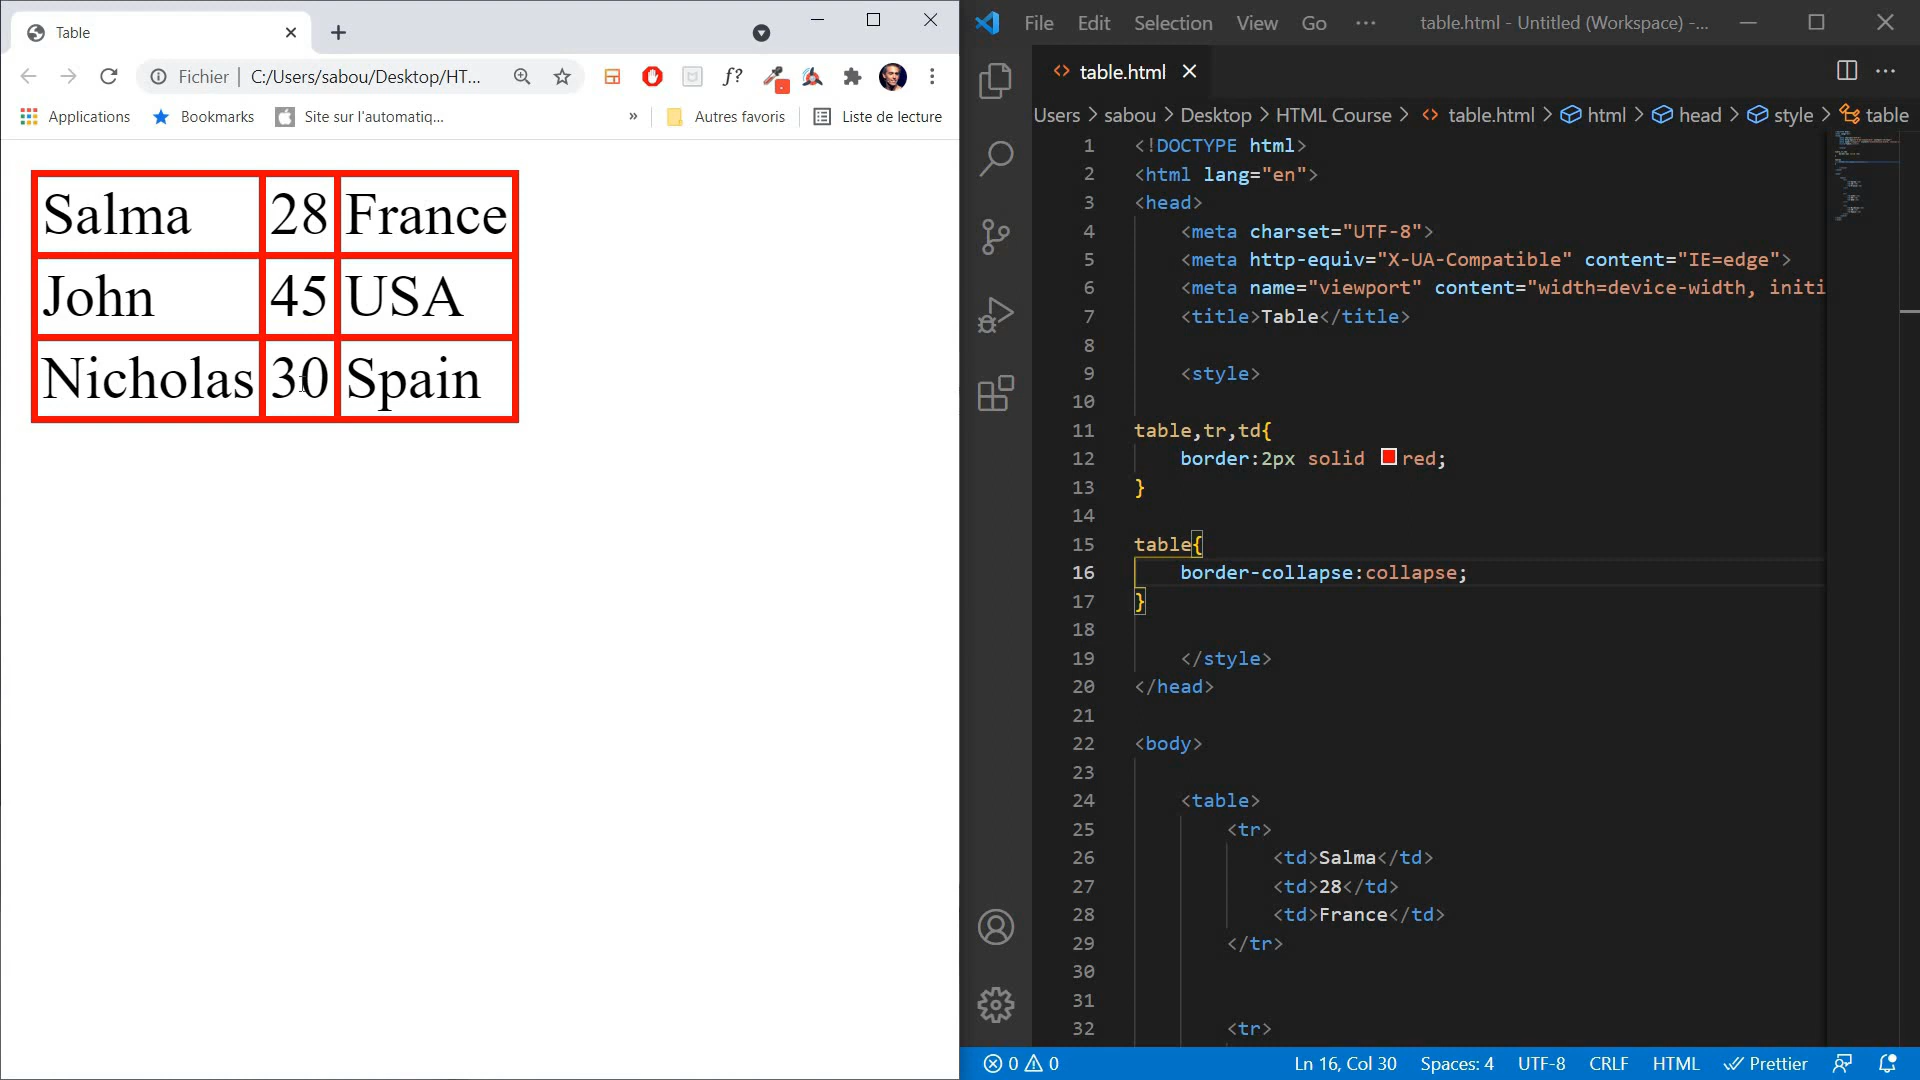 Table
Fichier C:/Users/sabou/Desktop/HT...
f?
Applications Bookmarks Site sur l'automatiq... » Autres favoris Liste de lecture
Salma 28 France
John 45 USA
Nicholas 30 Spain
File Edit Selection View Go ··· table.html - Untitled (Workspace) -...
table.html
Users > sabou > Desktop > HTML Course > table.html > html > head > style > table
1 <!DOCTYPE html>
2 <html lang="en">
3 <head>
4 <meta charset="UTF-8">
5 <meta http-equiv="X-UA-Compatible" content="IE=edge">
6 <meta name="viewport" content="width=device-width, initi
7 <title>Table</title>
8
9 <style>
10
11 table,tr,td{
12 border:2px solid red;
13 }
14
15 table{
16 border-collapse:collapse;
17 }
18
19 </style>
20 </head>
21
22 <body>
23
24 <table>
25 <tr>
26 <td>Salma</td>
27 <td>28</td>
28 <td>France</td>
29 </tr>
30
31
32 <tr>
0 0 Ln 16, Col 30 Spaces: 4 UTF-8 CRLF HTML Prettier